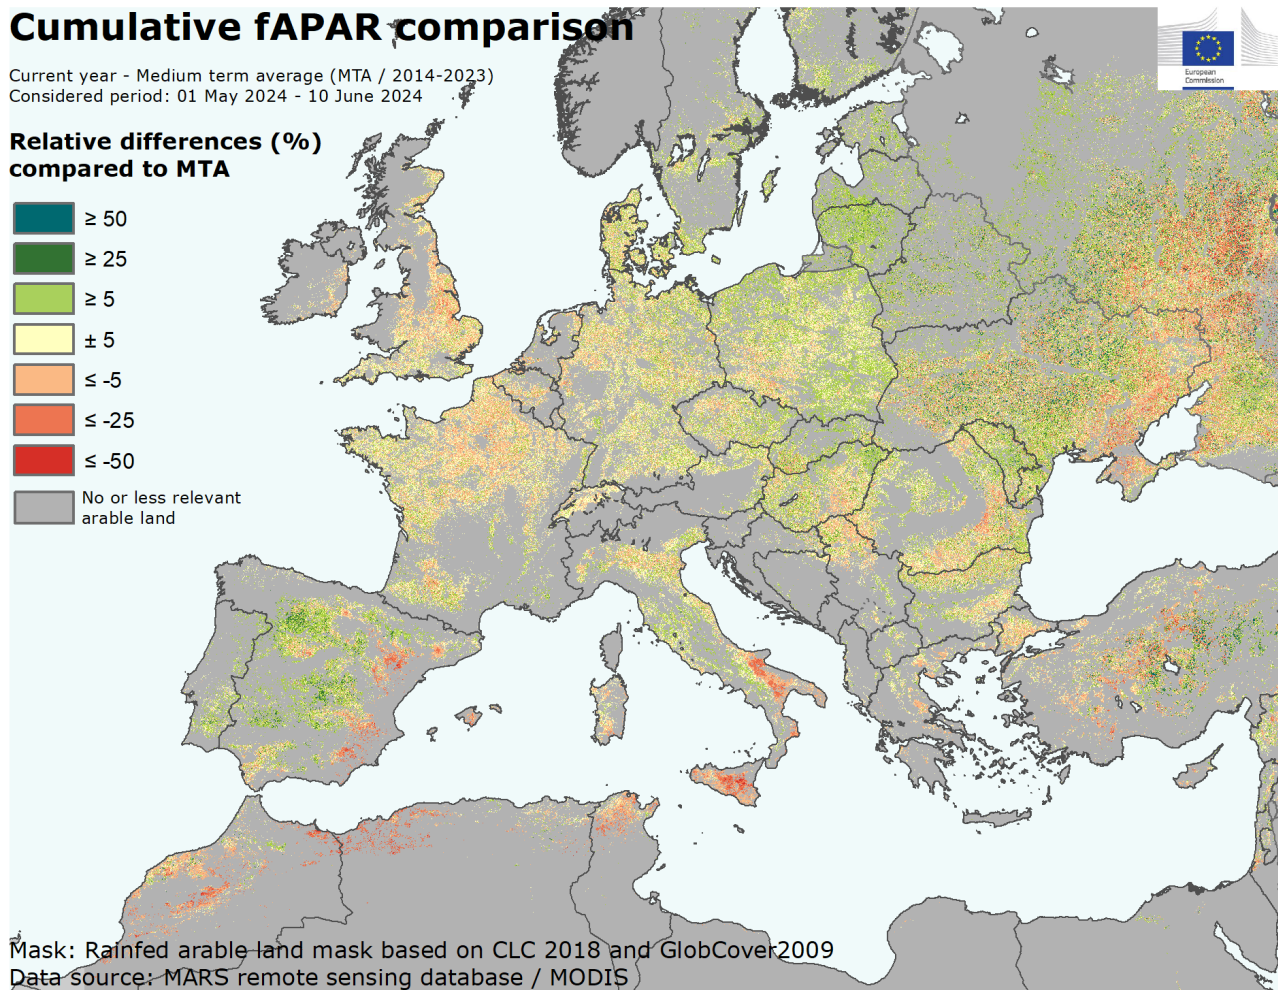 Cumulative fAPAR comparison
Current year - Medium term average (MTA / 2014-2023)
Considered period: 01 May 2024 - 10 June 2024
Relative differences (%)
compared to MTA
≥ 50
≥ 25
≥ 5
± 5
≤ -5
≤ -25
≤ -50
No or less relevant
arable land
European
Commission
Mask: Rainfed arable land mask based on CLC 2018 and GlobCover2009
Data source: MARS remote sensing database / MODIS